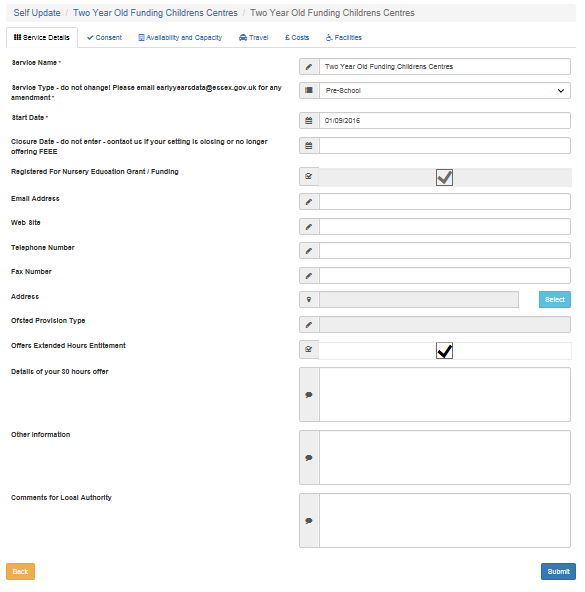 Self Update / Two Year Old Funding Childrens Centres / Two Year Old Funding Childrens Centres
Service Details Consent Availability and Capacity Travel £ Costs Facilities
Service Name *
Two Year Old Funding Childrens Centres
Service Type - do not change! Please email earlyyearsdata@essex.gov.uk for any
amendment *
Pre-School
Start Date *
01/09/2016
Closure Date - do not enter - contact us if your setting is closing or no longer
offering FEEE
Registered For Nursery Education Grant / Funding
Email Address
Web Site
Telephone Number
Fax Number
Address
Select
Ofsted Provision Type
Offers Extended Hours Entitlement
Details of your 30 hours offer
Other Information
Comments for Local Authority
Back
Submit